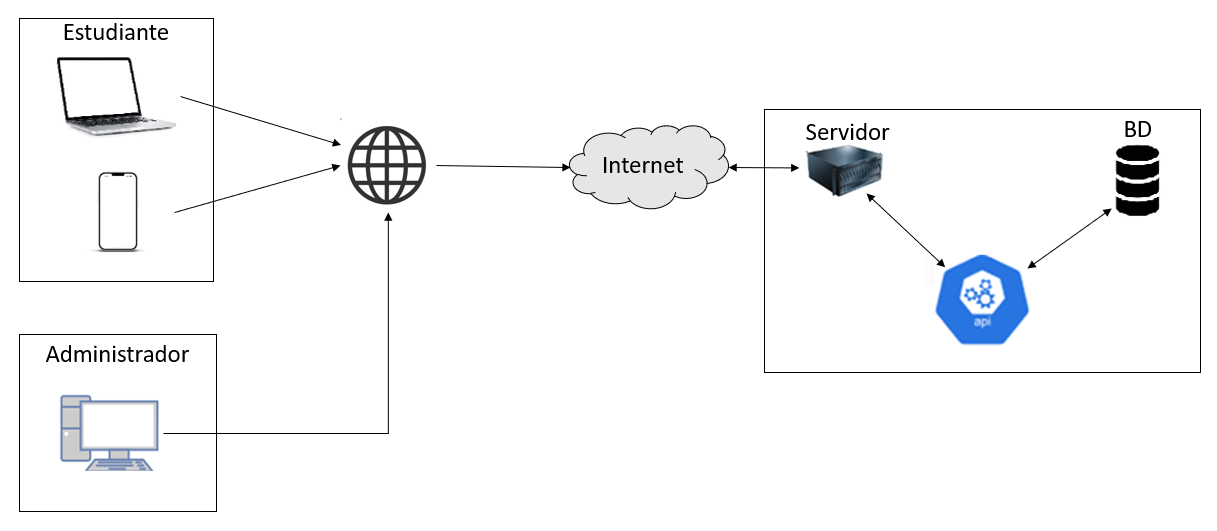 Estudiante
Administrador
Internet
Servidor
BD
api